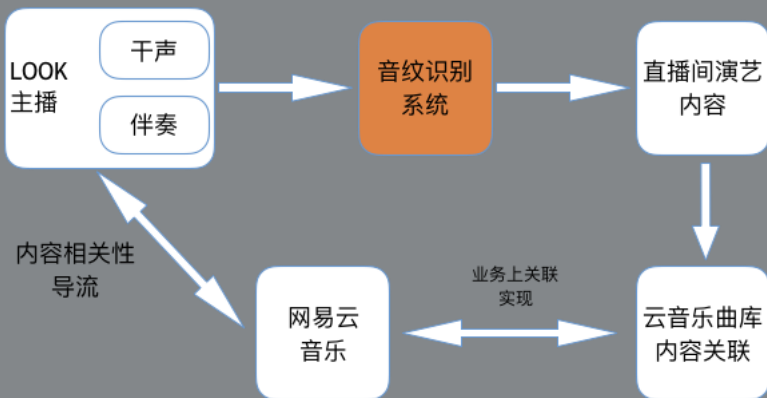 LOOK
主播
干声
伴奏
音纹识别
系统
直播间演艺
内容
内容相关性
导流
网易云
音乐
业务上关联
实现
云音乐曲库
内容关联